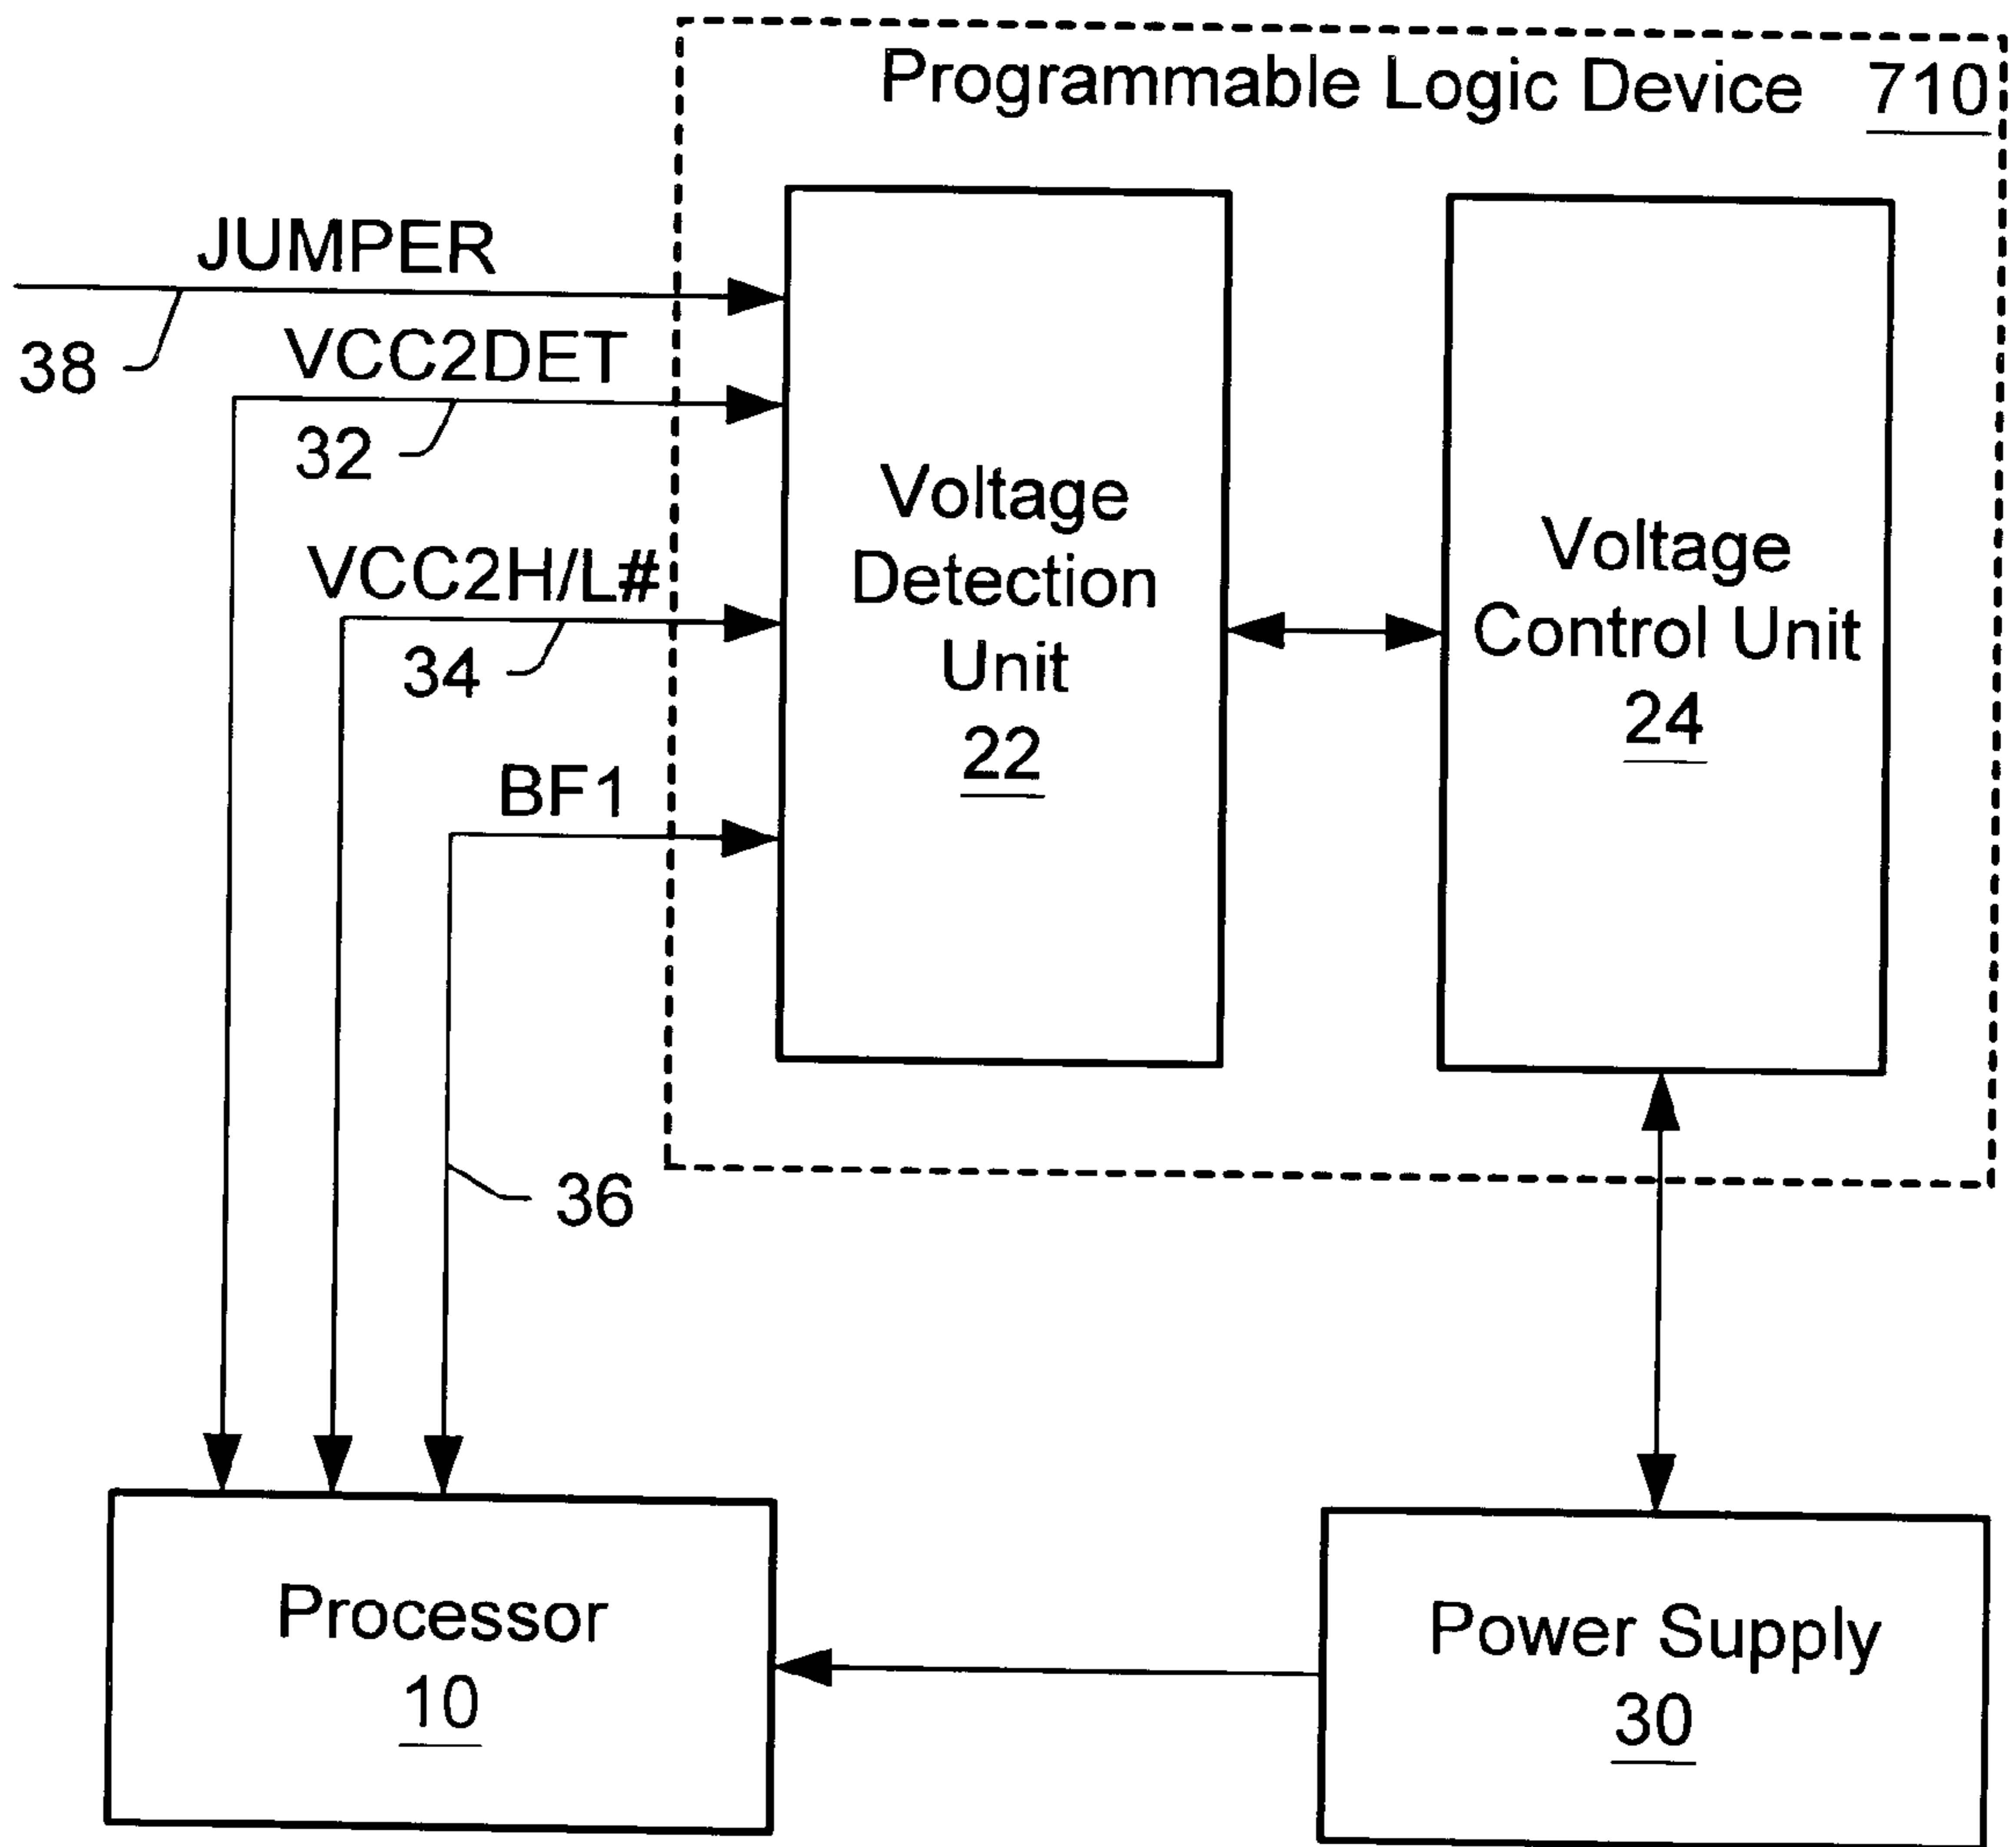 Programmable Logic Device 710
JUMPER
38
VCC2DET
32
VCC2H/L#
34
BF1
36
Voltage
Detection
Unit
22
Voltage
Control Unit
24
Processor
10
Power Supply
30